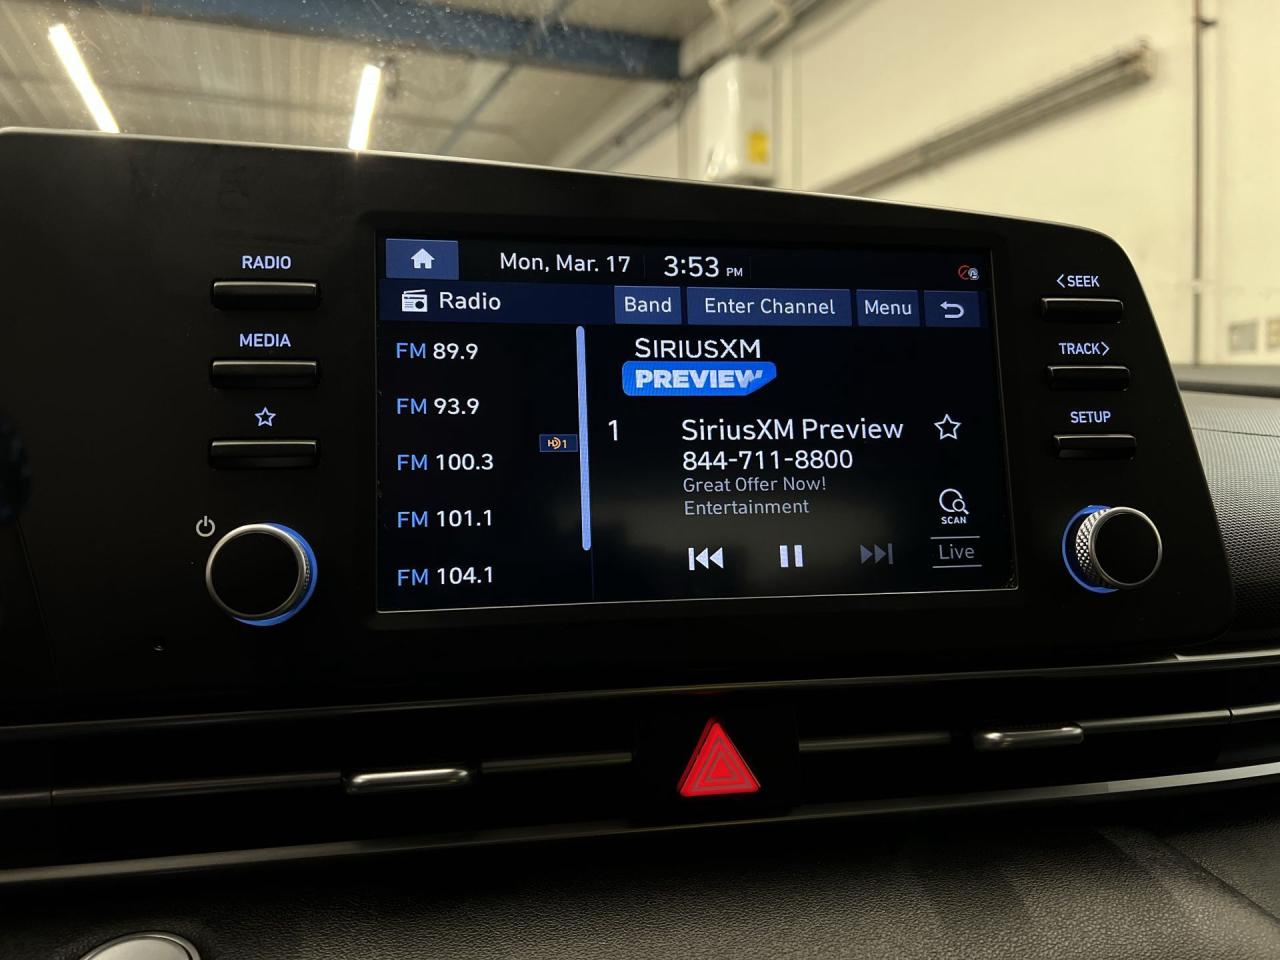 RADIO
MEDIA
Mon, Mar. 17 3:53 PM
Radio Band Enter Channel Menu
FM 89.9
FM 93.9
FM 100.3 HD 1
FM 101.1
FM 104.1
SIRIUSXM
PREVIEW
1 SiriusXM Preview
844-711-8800
Great Offer Now!
Entertainment
SCAN
Live
<SEEK
TRACK>
SETUP